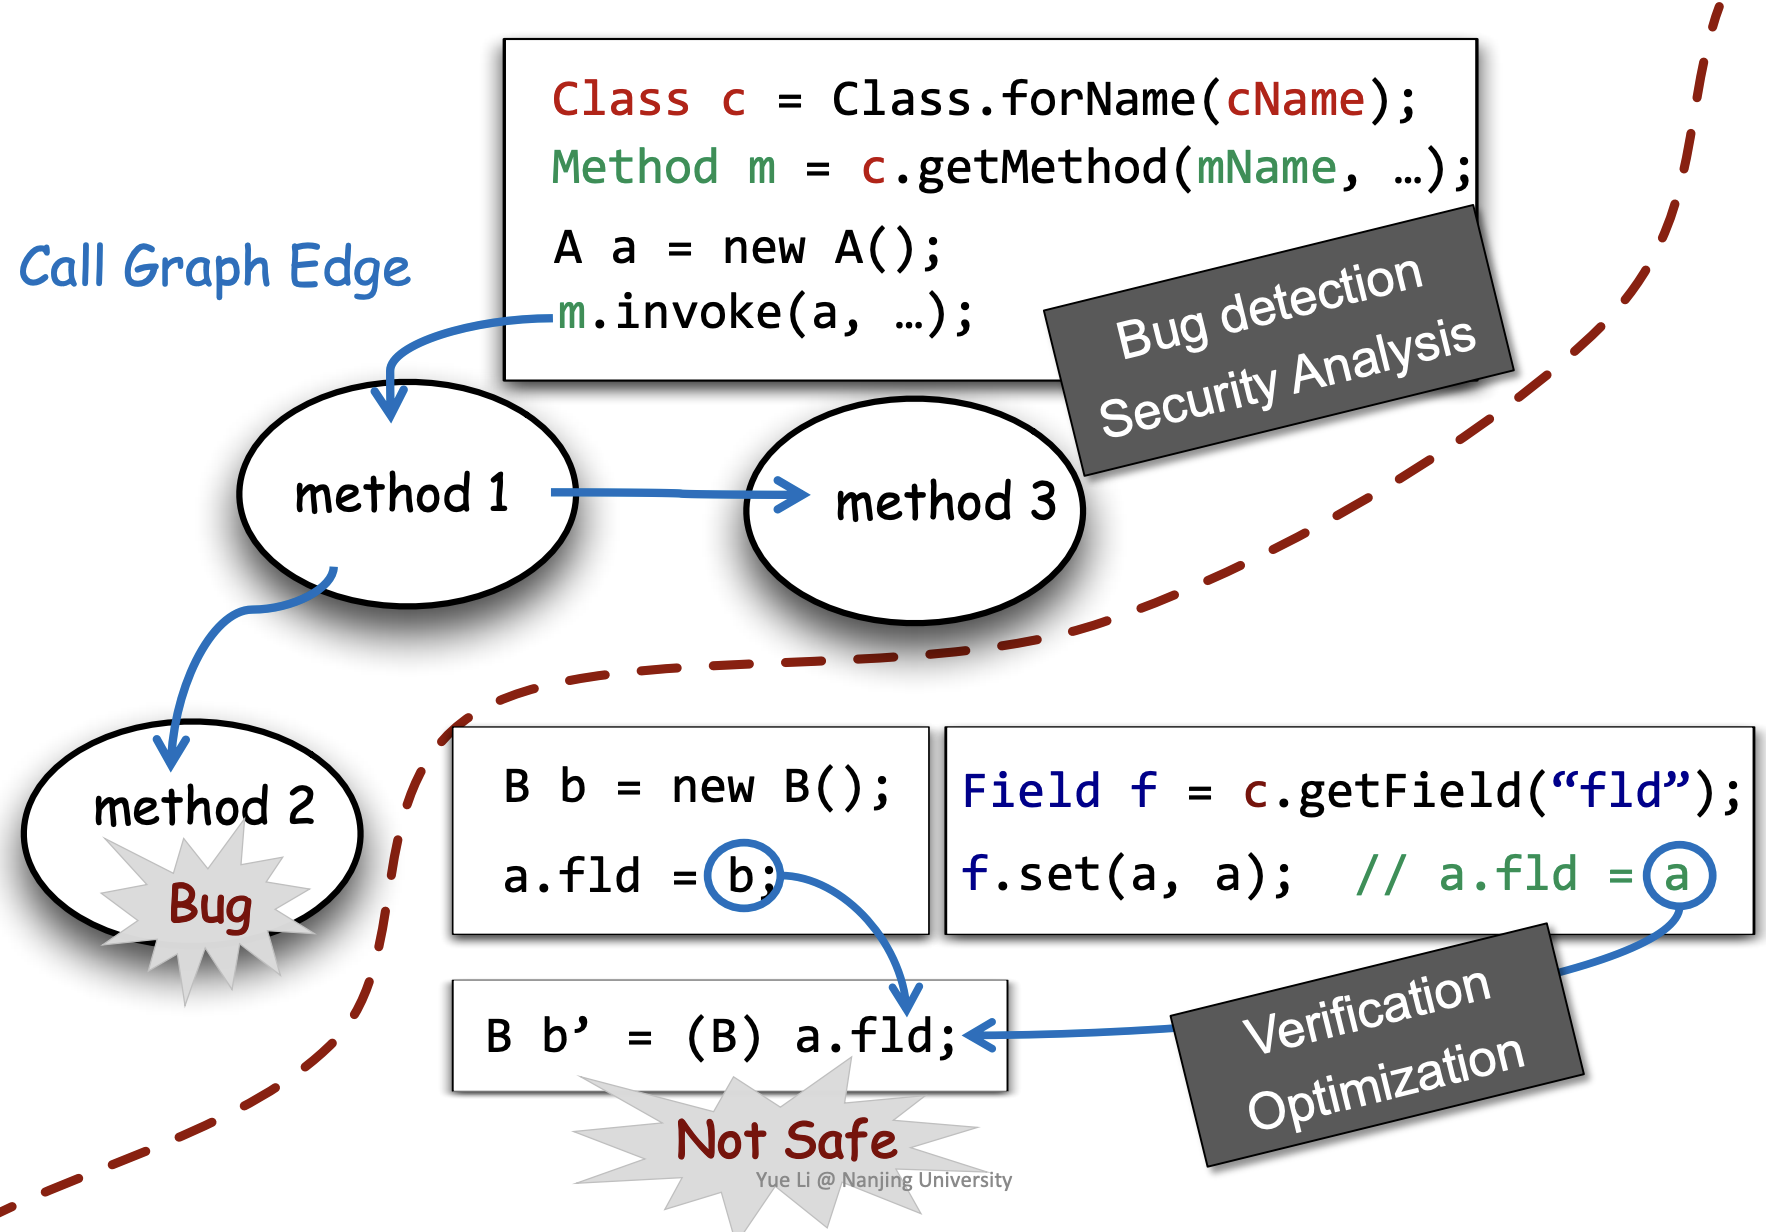 Class c = Class.forName(cName);
Method m = c.getMethod(mName, …);
A a = new A();
m.invoke(a, …);
Call Graph Edge
Bug detection
Security Analysis
method 1
method 3
method 2
Bug
B b = new B();
a.fld = b;
Field f = c.getField(“fld”);
f.set(a, a); // a.fld = a
B b’ = (B) a.fld;
Verification
Optimization
Not Safe
Yue Li @ Nanjing University